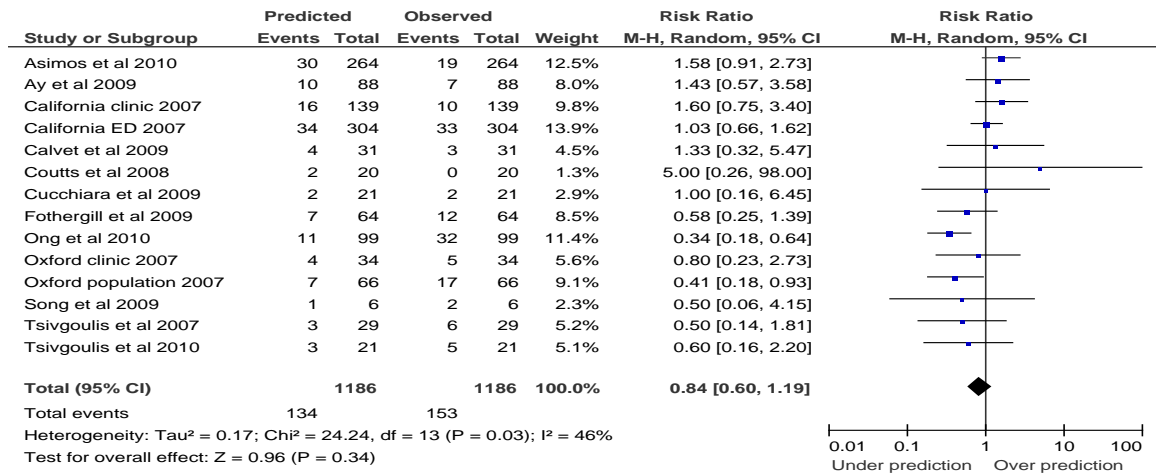 Predicted Observed Risk Ratio Risk Ratio
Study or Subgroup Events Total Events Total Weight M-H, Random, 95% CI M-H, Random, 95% CI
Asimos et al 2010 30 264 19 264 12.5% 1.58 [0.91, 2.73]
Ay et al 2009 10 88 7 88 8.0% 1.43 [0.57, 3.58]
California clinic 2007 16 139 10 139 9.8% 1.60 [0.75, 3.40]
California ED 2007 34 304 33 304 13.9% 1.03 [0.66, 1.62]
Calvet et al 2009 4 31 3 31 4.5% 1.33 [0.32, 5.47]
Coutts et al 2008 2 20 0 20 1.3% 5.00 [0.26, 98.00]
Cucchiara et al 2009 2 21 2 21 2.9% 1.00 [0.16, 6.45]
Fothergill et al 2009 7 64 12 64 8.5% 0.58 [0.25, 1.39]
Ong et al 2010 11 99 32 99 11.4% 0.34 [0.18, 0.64]
Oxford clinic 2007 4 34 5 34 5.6% 0.80 [0.23, 2.73]
Oxford population 2007 7 66 17 66 9.1% 0.41 [0.18, 0.93]
Song et al 2009 1 6 2 6 2.3% 0.50 [0.06, 4.15]
Tsivgoulis et al 2007 3 29 6 29 5.2% 0.50 [0.14, 1.81]
Tsivgoulis et al 2010 3 21 5 21 5.1% 0.60 [0.16, 2.20]
Total (95% CI) 1186 1186 100.0% 0.84 [0.60, 1.19]
Total events 134 153
Heterogeneity: Tau² = 0.17; Chi² = 24.24, df = 13 (P = 0.03); I² = 46%
Test for overall effect: Z = 0.96 (P = 0.34)
0.01 0.1 1 10 100
Under prediction Over prediction